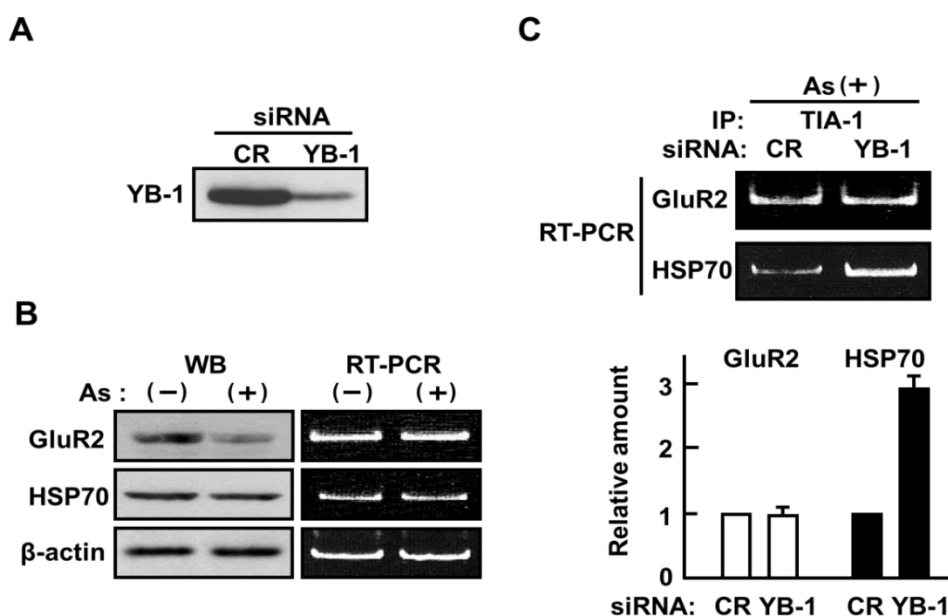 A
siRNA
CR YB-1
YB-1
B
WB RT-PCR
As : (−) (+) (−) (+)
GluR2
HSP70
β-actin
C
As (+)
IP: TIA-1
siRNA: CR YB-1
RT-PCR
GluR2
HSP70
GluR2 HSP70
Relative amount
3
2
1
0
siRNA: CR YB-1 CR YB-1